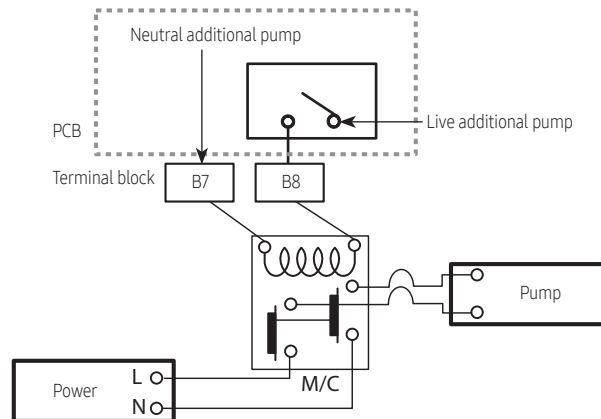 Neutral additional pump
Live additional pump
PCB
Terminal block
B7
B8
Pump
Power
L
N
M/C